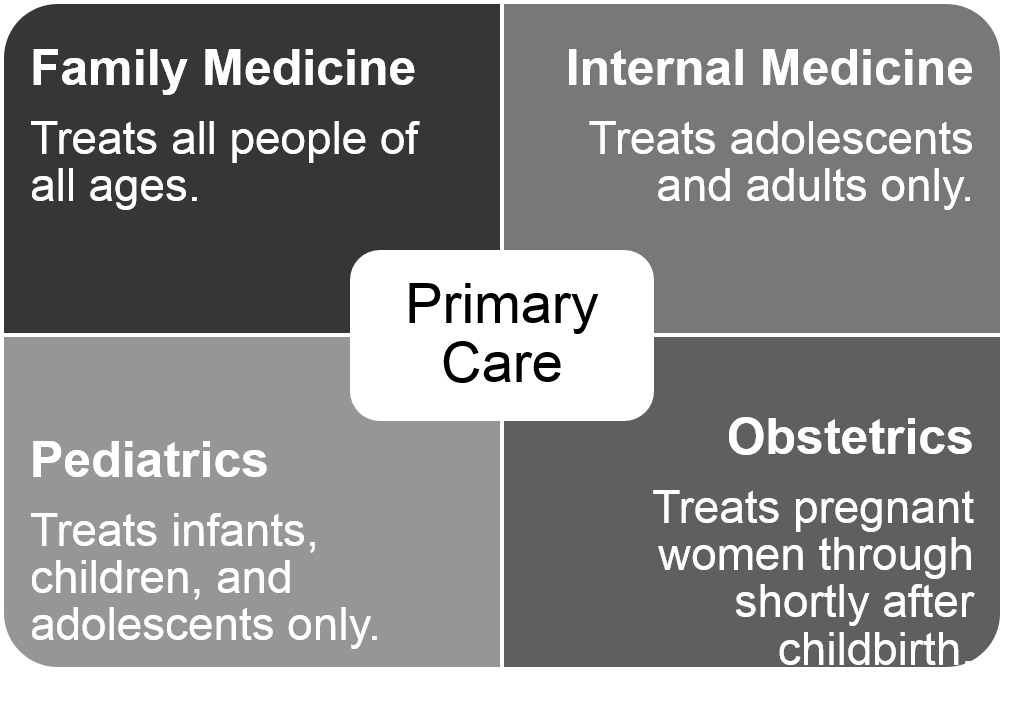 Family Medicine
Treats all people of
all ages.
Internal Medicine
Treats adolescents
and adults only.
Primary
Care
Pediatrics
Treats infants,
children, and
adolescents only.
Obstetrics
Treats pregnant
women through
shortly after
childbirth.